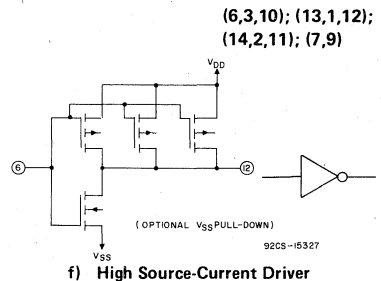 (6,3,10); (13,1,12);
(14,2,11); (7,9)
VDD
6
12
(OPTIONAL VSS PULL-DOWN)
VSS
92CS-15327
f) High Source-Current Driver